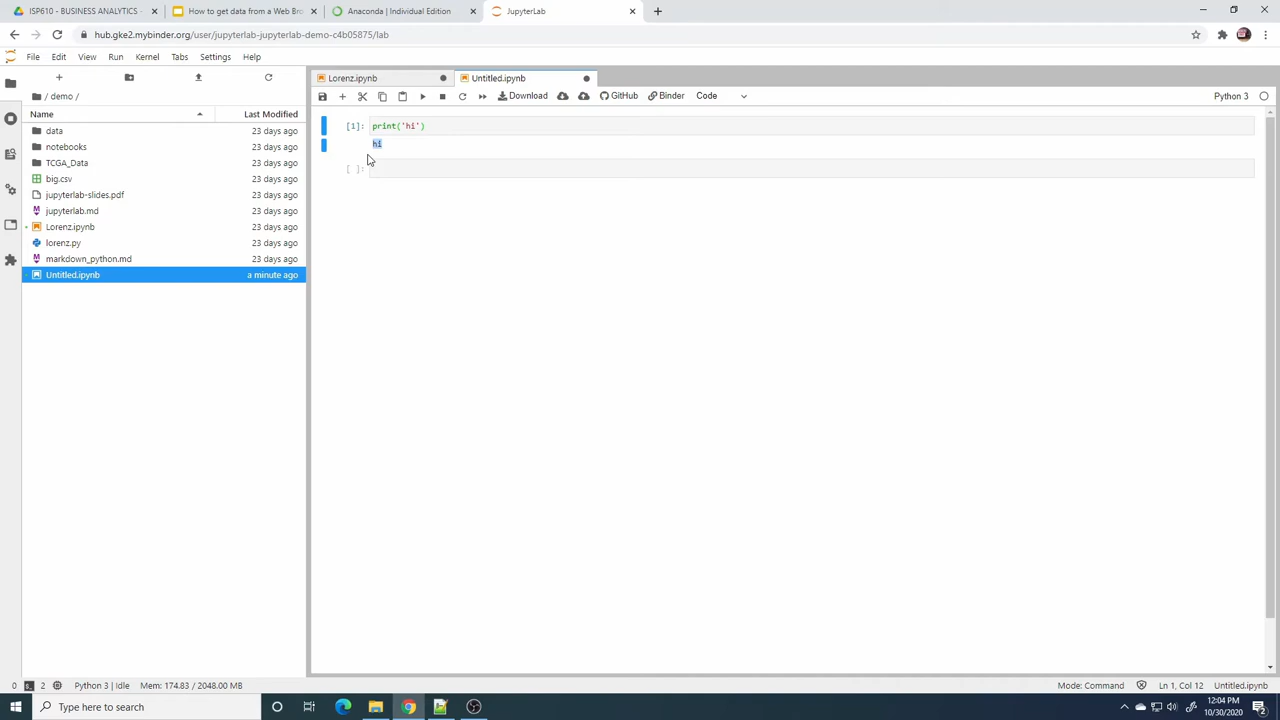 ISP610 - BUSINESS ANALYTICS -
How to get data from a Web Bro
Anaconda | Individual Edition
JupyterLab
hub.gke2.mybinder.org/user/jupyterlab-jupyterlab-demo-c4b05875/lab
File Edit View Run Kernel Tabs Settings Help
Lorenz.ipynb
Untitled.ipynb
/ demo /
Download GitHub Binder Code Python 3
Name Last Modified
data 23 days ago
notebooks 23 days ago
TCGA_Data 23 days ago
big.csv 23 days ago
jupyterlab-slides.pdf 23 days ago
jupyterlab.md 23 days ago
Lorenz.ipynb 23 days ago
lorenz.py 23 days ago
markdown_python.md 23 days ago
Untitled.ipynb a minute ago
[1]: print('hi')
hi
[ ]:
0 2 Python 3 | Idle Mem: 174.83 / 2048.00 MB Mode: Command Ln 1, Col 12 Untitled.ipynb
Type here to search
12:04 PM
10/30/2020
2